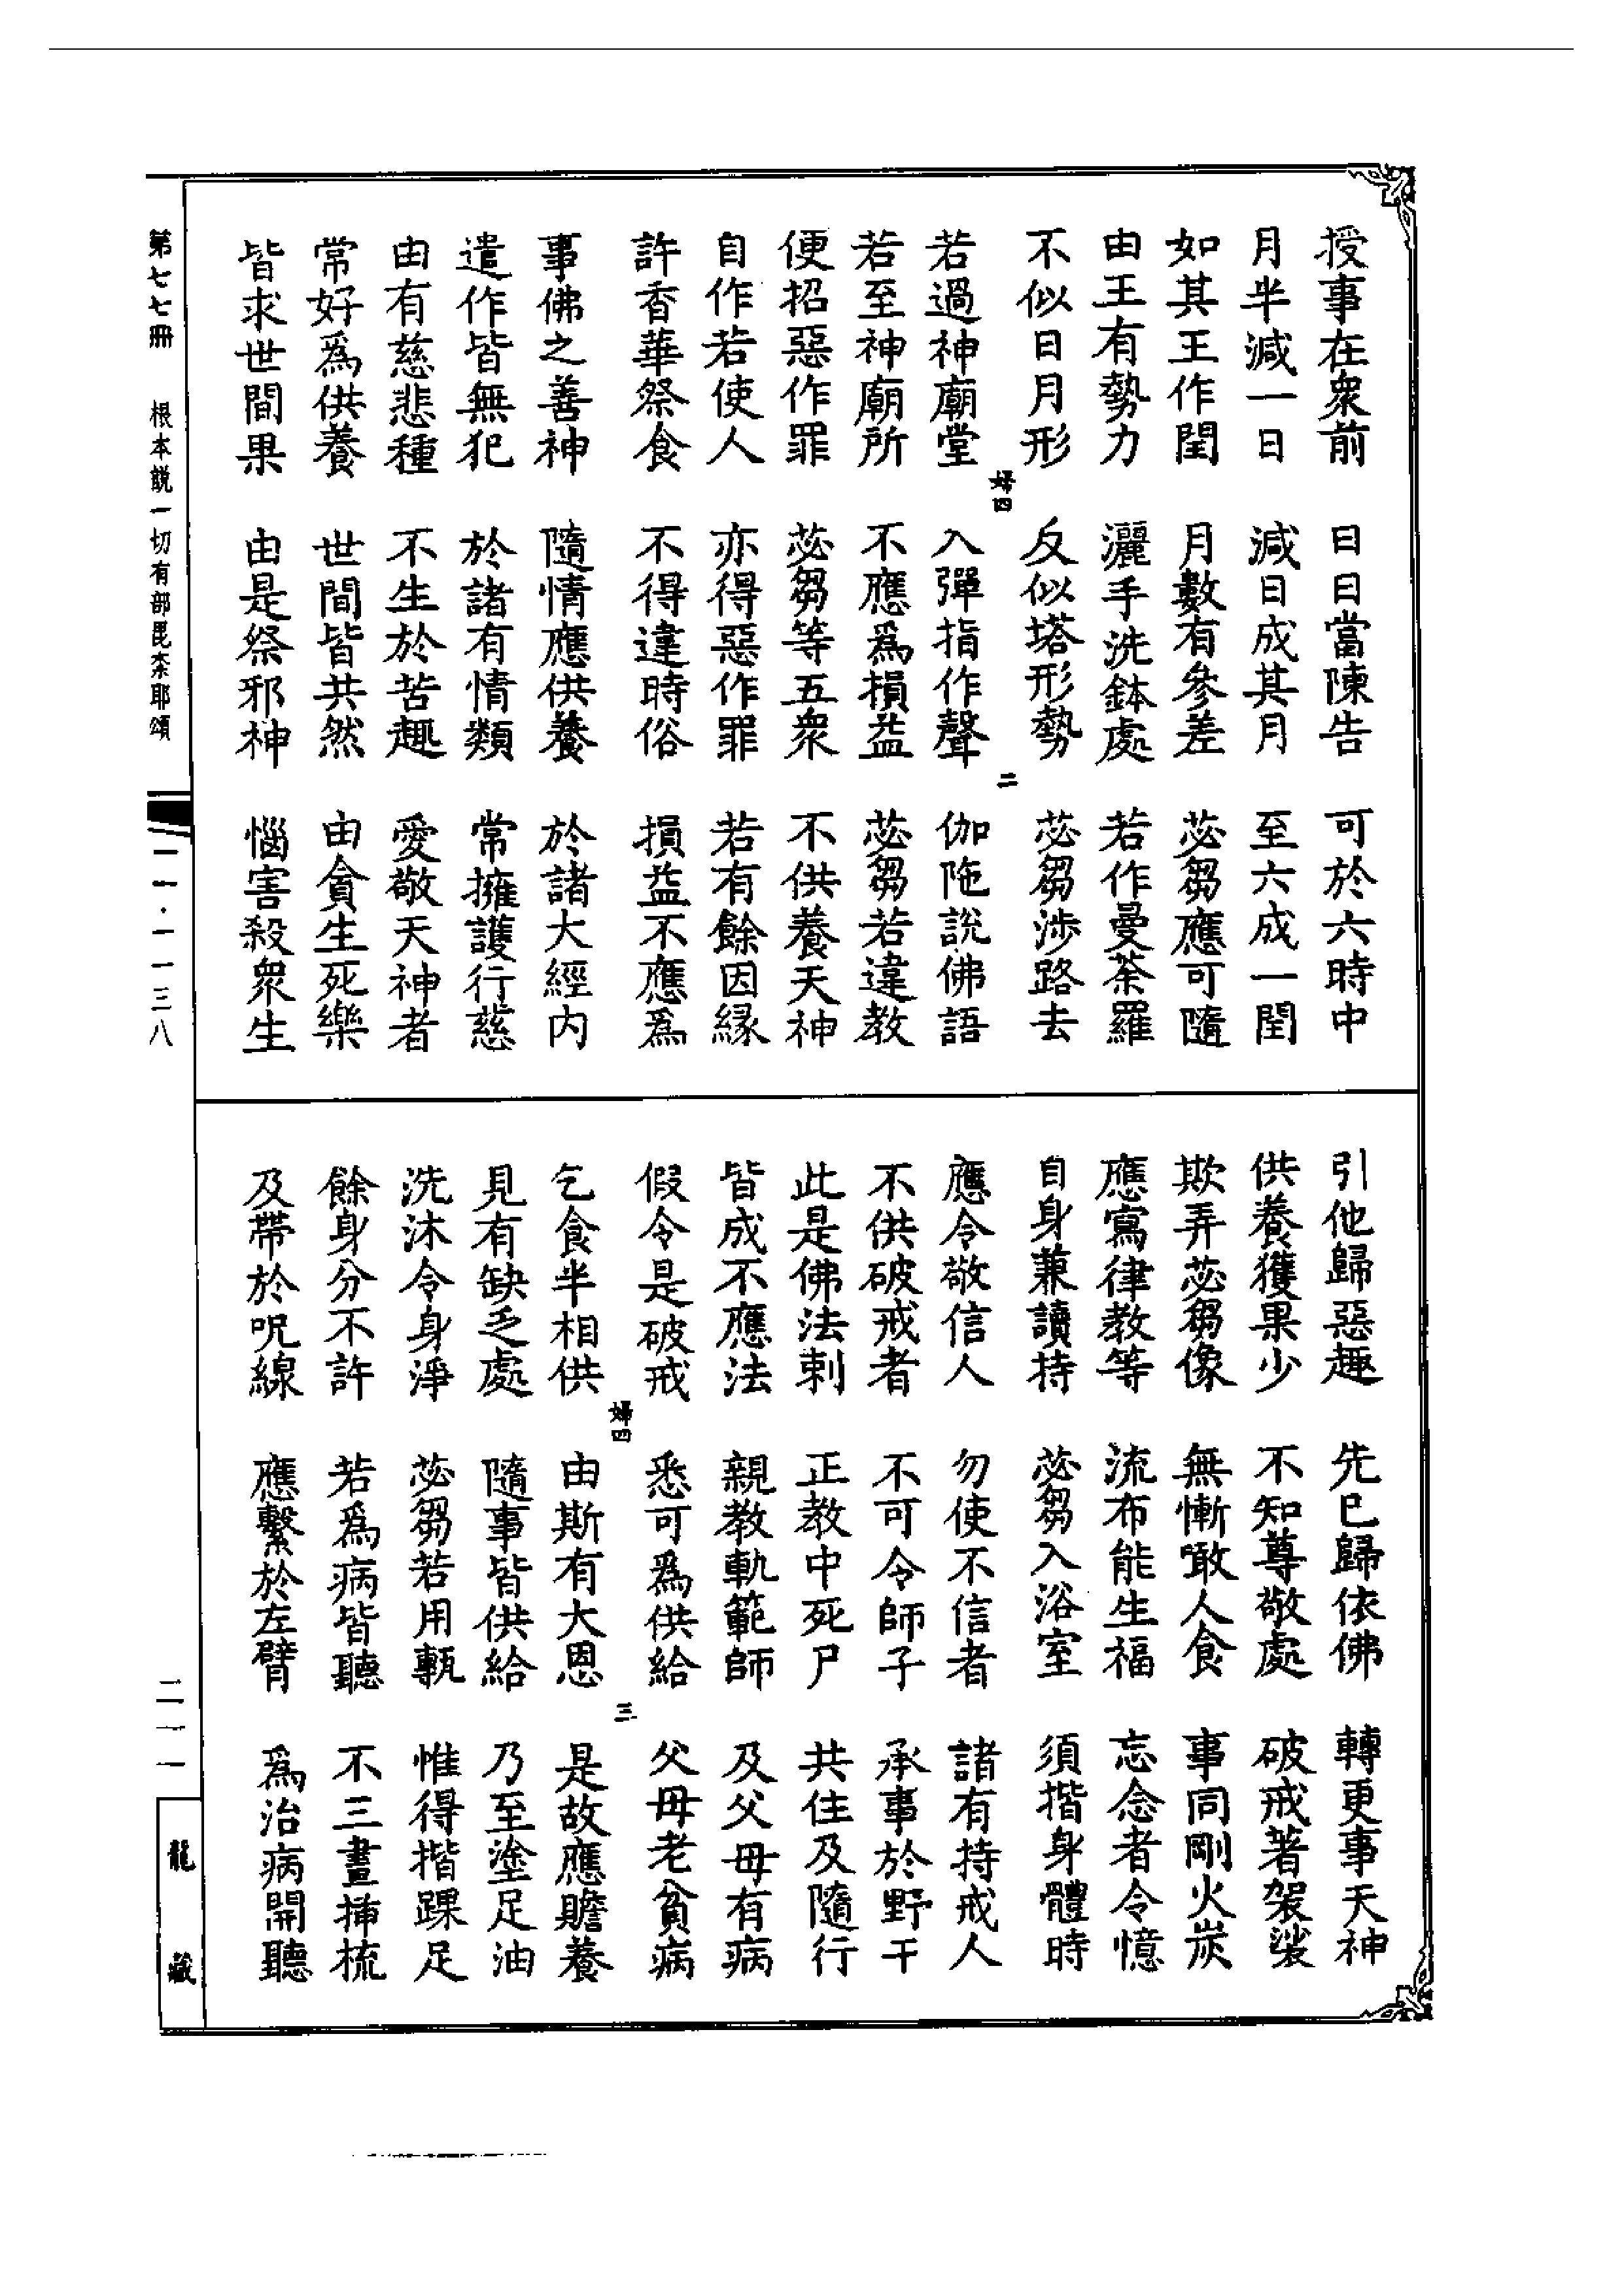 授事在衆前　日日當陳告　可於六時中
月半減一日　減日成其月　至六成一閏
如其王作閏　月數有參差　苾芻應可隨
由王有勢力　灑手洗鉢處　若作曼荼羅
不似日月形　反似塔形勢　苾芻涉路去
婦四　二
若過神廟堂　入彈指作聲　伽陁說佛語
若至神廟所　不應爲損益　苾芻若違教
便招惡作罪　苾芻等五衆　不供養天神
自作若使人　亦得惡作罪　若有餘因緣
許香華祭食　不得違時俗　損益不應爲
事佛之善神　隨情應供養　於諸大經内
遣作皆無犯　於諸有情類　常擁護行慈
由有慈悲種　不生於苦趣　愛敬天神者
常好爲供養　世間皆共然　由貪生死樂
皆求世間果　由是祭邪神　惱害殺衆生
引他歸惡趣　先已歸依佛　轉更事天神
供養獲果少　不知尊敬處　破戒著袈裟
欺弄苾芻像　無慚噉人食　事同剛火炭
應寫律教等　流布能生福　忘念者令憶
自身兼讀持　苾芻入浴室　須揩身體時
應令敬信人　勿使不信者　諸有持戒人
不供破戒者　不可令師子　承事於野干
此是佛法刺　正教中死尸　共住及隨行
皆成不應法　親教軌範師　及父母有病
假令是破戒　悉可爲供給　父母老貧病
婦四　三
乞食半相供　由斯有大恩　是故應贍養
見有缺乏處　隨事皆供給　乃至塗足油
洗沐令身淨　苾芻若用甎　惟得揩踝足
餘身分不許　若爲病皆聽　不三畫揷梳
及帶於呪線　應繫於左臂　爲治病開聽
第七七冊　根本説一切有部毘奈耶頌
一一·一一三八
二一一
龍藏